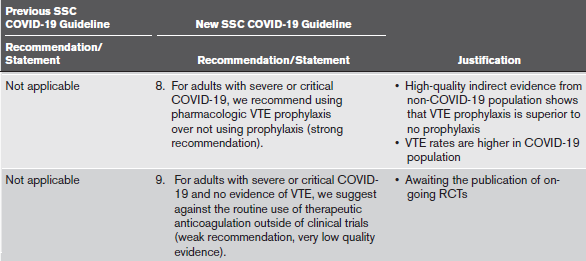 Previous SSC
COVID-19 Guideline
New SSC COVID-19 Guideline
Recommendation/
Statement
Recommendation/Statement
Justification
Not applicable
8. For adults with severe or critical
COVID-19, we recommend using
pharmacologic VTE prophylaxis
over not using prophylaxis (strong
recommendation).
• High-quality indirect evidence from
non-COVID-19 population shows
that VTE prophylaxis is superior to
no prophylaxis
• VTE rates are higher in COVID-19
population
Not applicable
9. For adults with severe or critical COVID-
19 and no evidence of VTE, we suggest
against the routine use of therapeutic
anticoagulation outside of clinical trials
(weak recommendation, very low quality
evidence).
• Awaiting the publication of on-
going RCTs